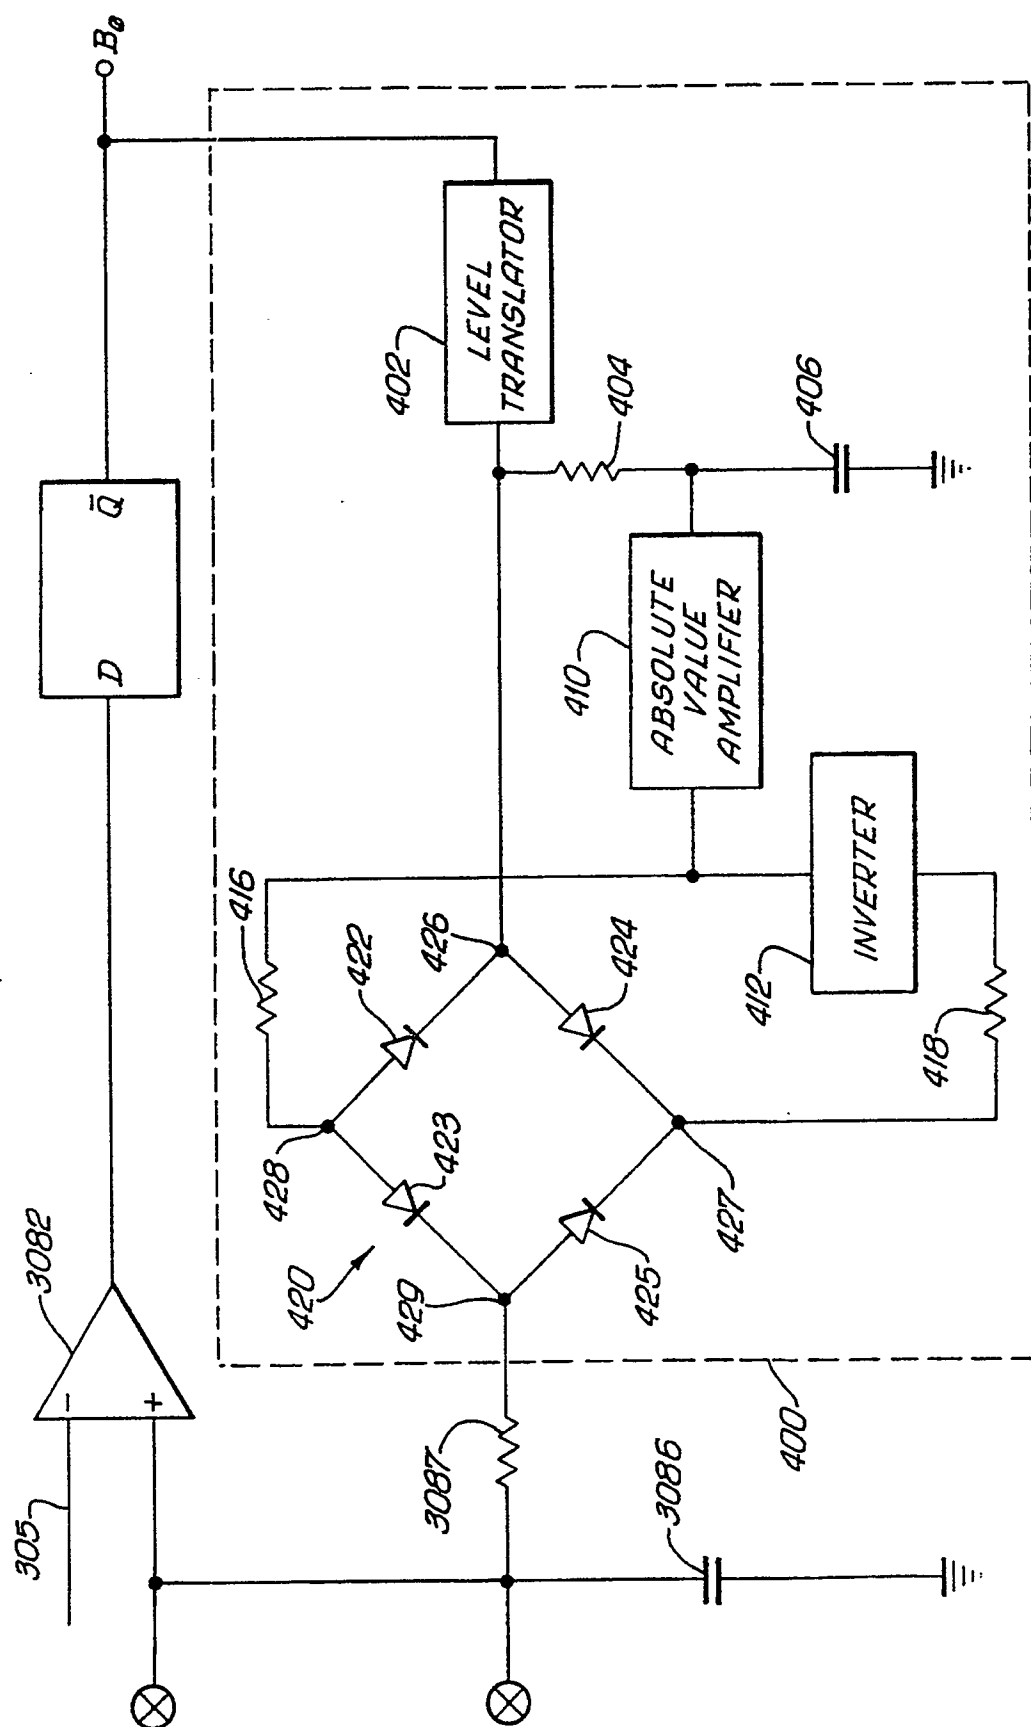 305
3082
+
−
D
Q̄
B₀
3087
3086
400
420
429
423
428
425
427
416
422
426
424
418
412
INVERTER
410
ABSOLUTE
VALUE
AMPLIFIER
404
406
402
LEVEL
TRANSLATOR